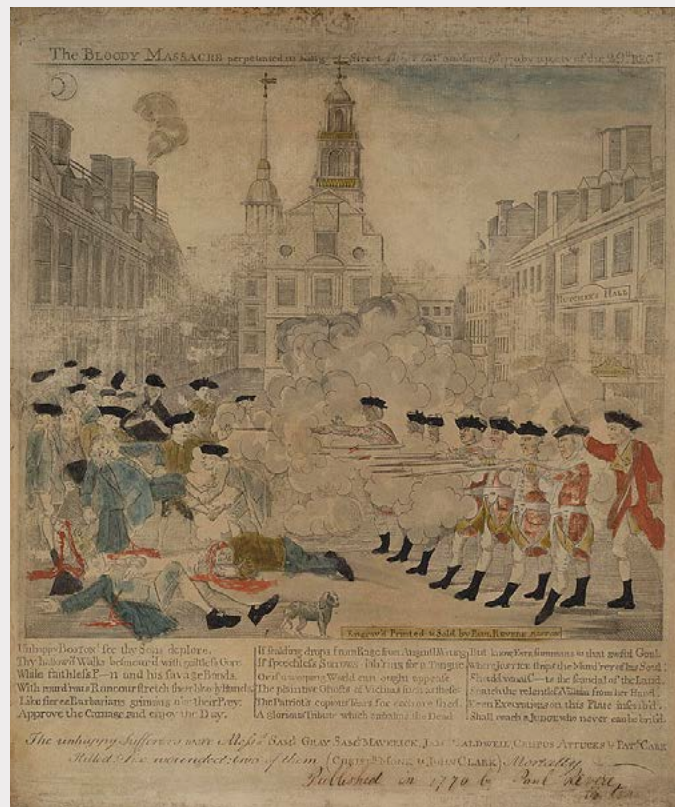 The BLOODY MASSACRE perpetrated in King Street by a party of the 29th REGT
BUTCHER'S HALL
Engrav'd Printed & Sold by PAUL REVERE BOSTON
Unhappy BOSTON! see thy Sons deplore,
Thy hallow'd Walks besmear'd with guiltless Gore
While faithless P—n and his savage Bands,
With murd'rous Rancour stretch their bloody Hands,
Like fierce Barbarians grinning o'er their Prey,
Approve the Carnage and enjoy the Day.
If scalding drops from Rage from Anguish Wrung
If speechless Sorrows lab'ring for a Tongue
Or if a weeping World can ought appease
The plaintive Ghosts of Victims such as these:
The Patriot's copious Tears for each are shed,
A glorious Tribute which embalms the Dead
But know FATE summons to that awful Goal
Where JUSTICE strips the Murd'rer of his Soul:
Should venal C—ts the scandal of the Land,
Snatch the relentless Villain from her Hand,
Keen Execrations on this Plate inscrib'd,
Shall reach a JUDGE who never can be brib'd.
The unhappy Sufferers were Messs SAML GRAY SAML MAVERICK, JAMS CALDWELL, CRISPUS ATTUCKS & PATK CARR
Killed Six wounded two of them (CHRISTR MONK & JOHN CLARK) Mortally
Published in 1770 by Paul Revere
Boston